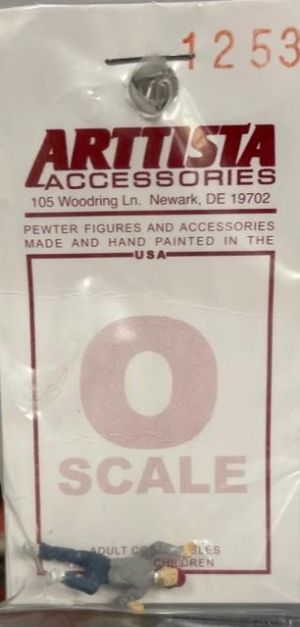 1253
ARTTISTA
ACCESSORIES
105 Woodring Ln. Newark, DE 19702
PEWTER FIGURES AND ACCESSORIES
MADE AND HAND PAINTED IN THE
USA
O
SCALE
ADULT
CHILDREN